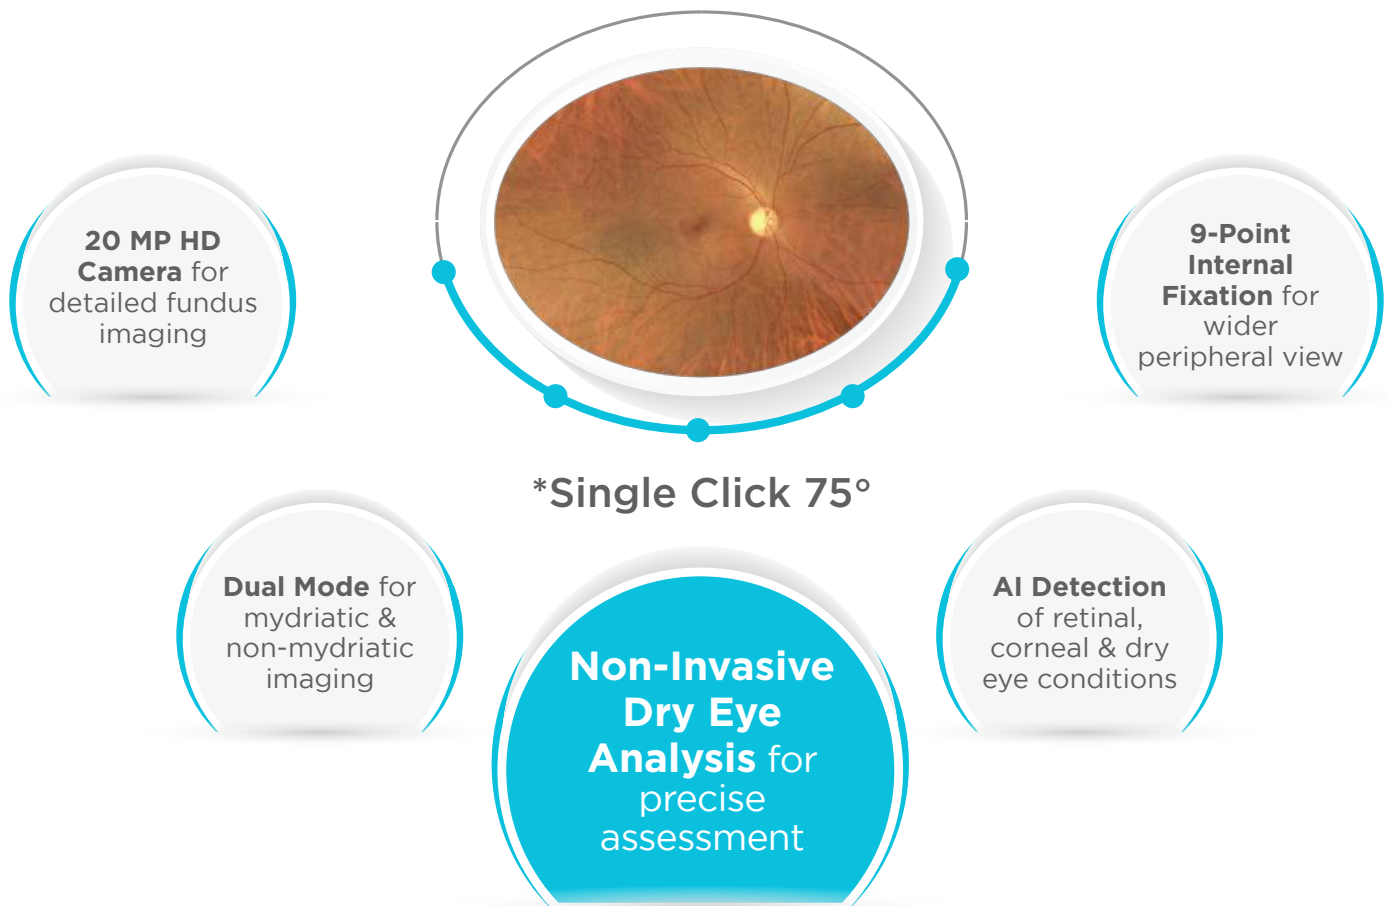 20 MP HD
Camera for
detailed fundus
imaging
9-Point
Internal
Fixation for
wider
peripheral view
*Single Click 75°
Dual Mode for
mydriatic &
non-mydriatic
imaging
Non-Invasive
Dry Eye
Analysis for
precise
assessment
AI Detection
of retinal,
corneal & dry
eye conditions